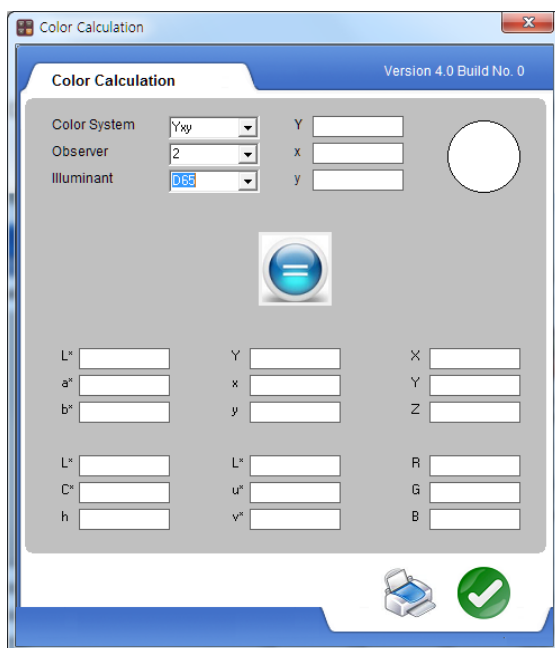 Color Calculation
Version 4.0 Build No. 0
Color Calculation
Color System Yxy Y
Observer 2 x
Illuminant D65 y
=
L* Y X
a* x Y
b* y Z
L* L* R
C* u* G
h v* B